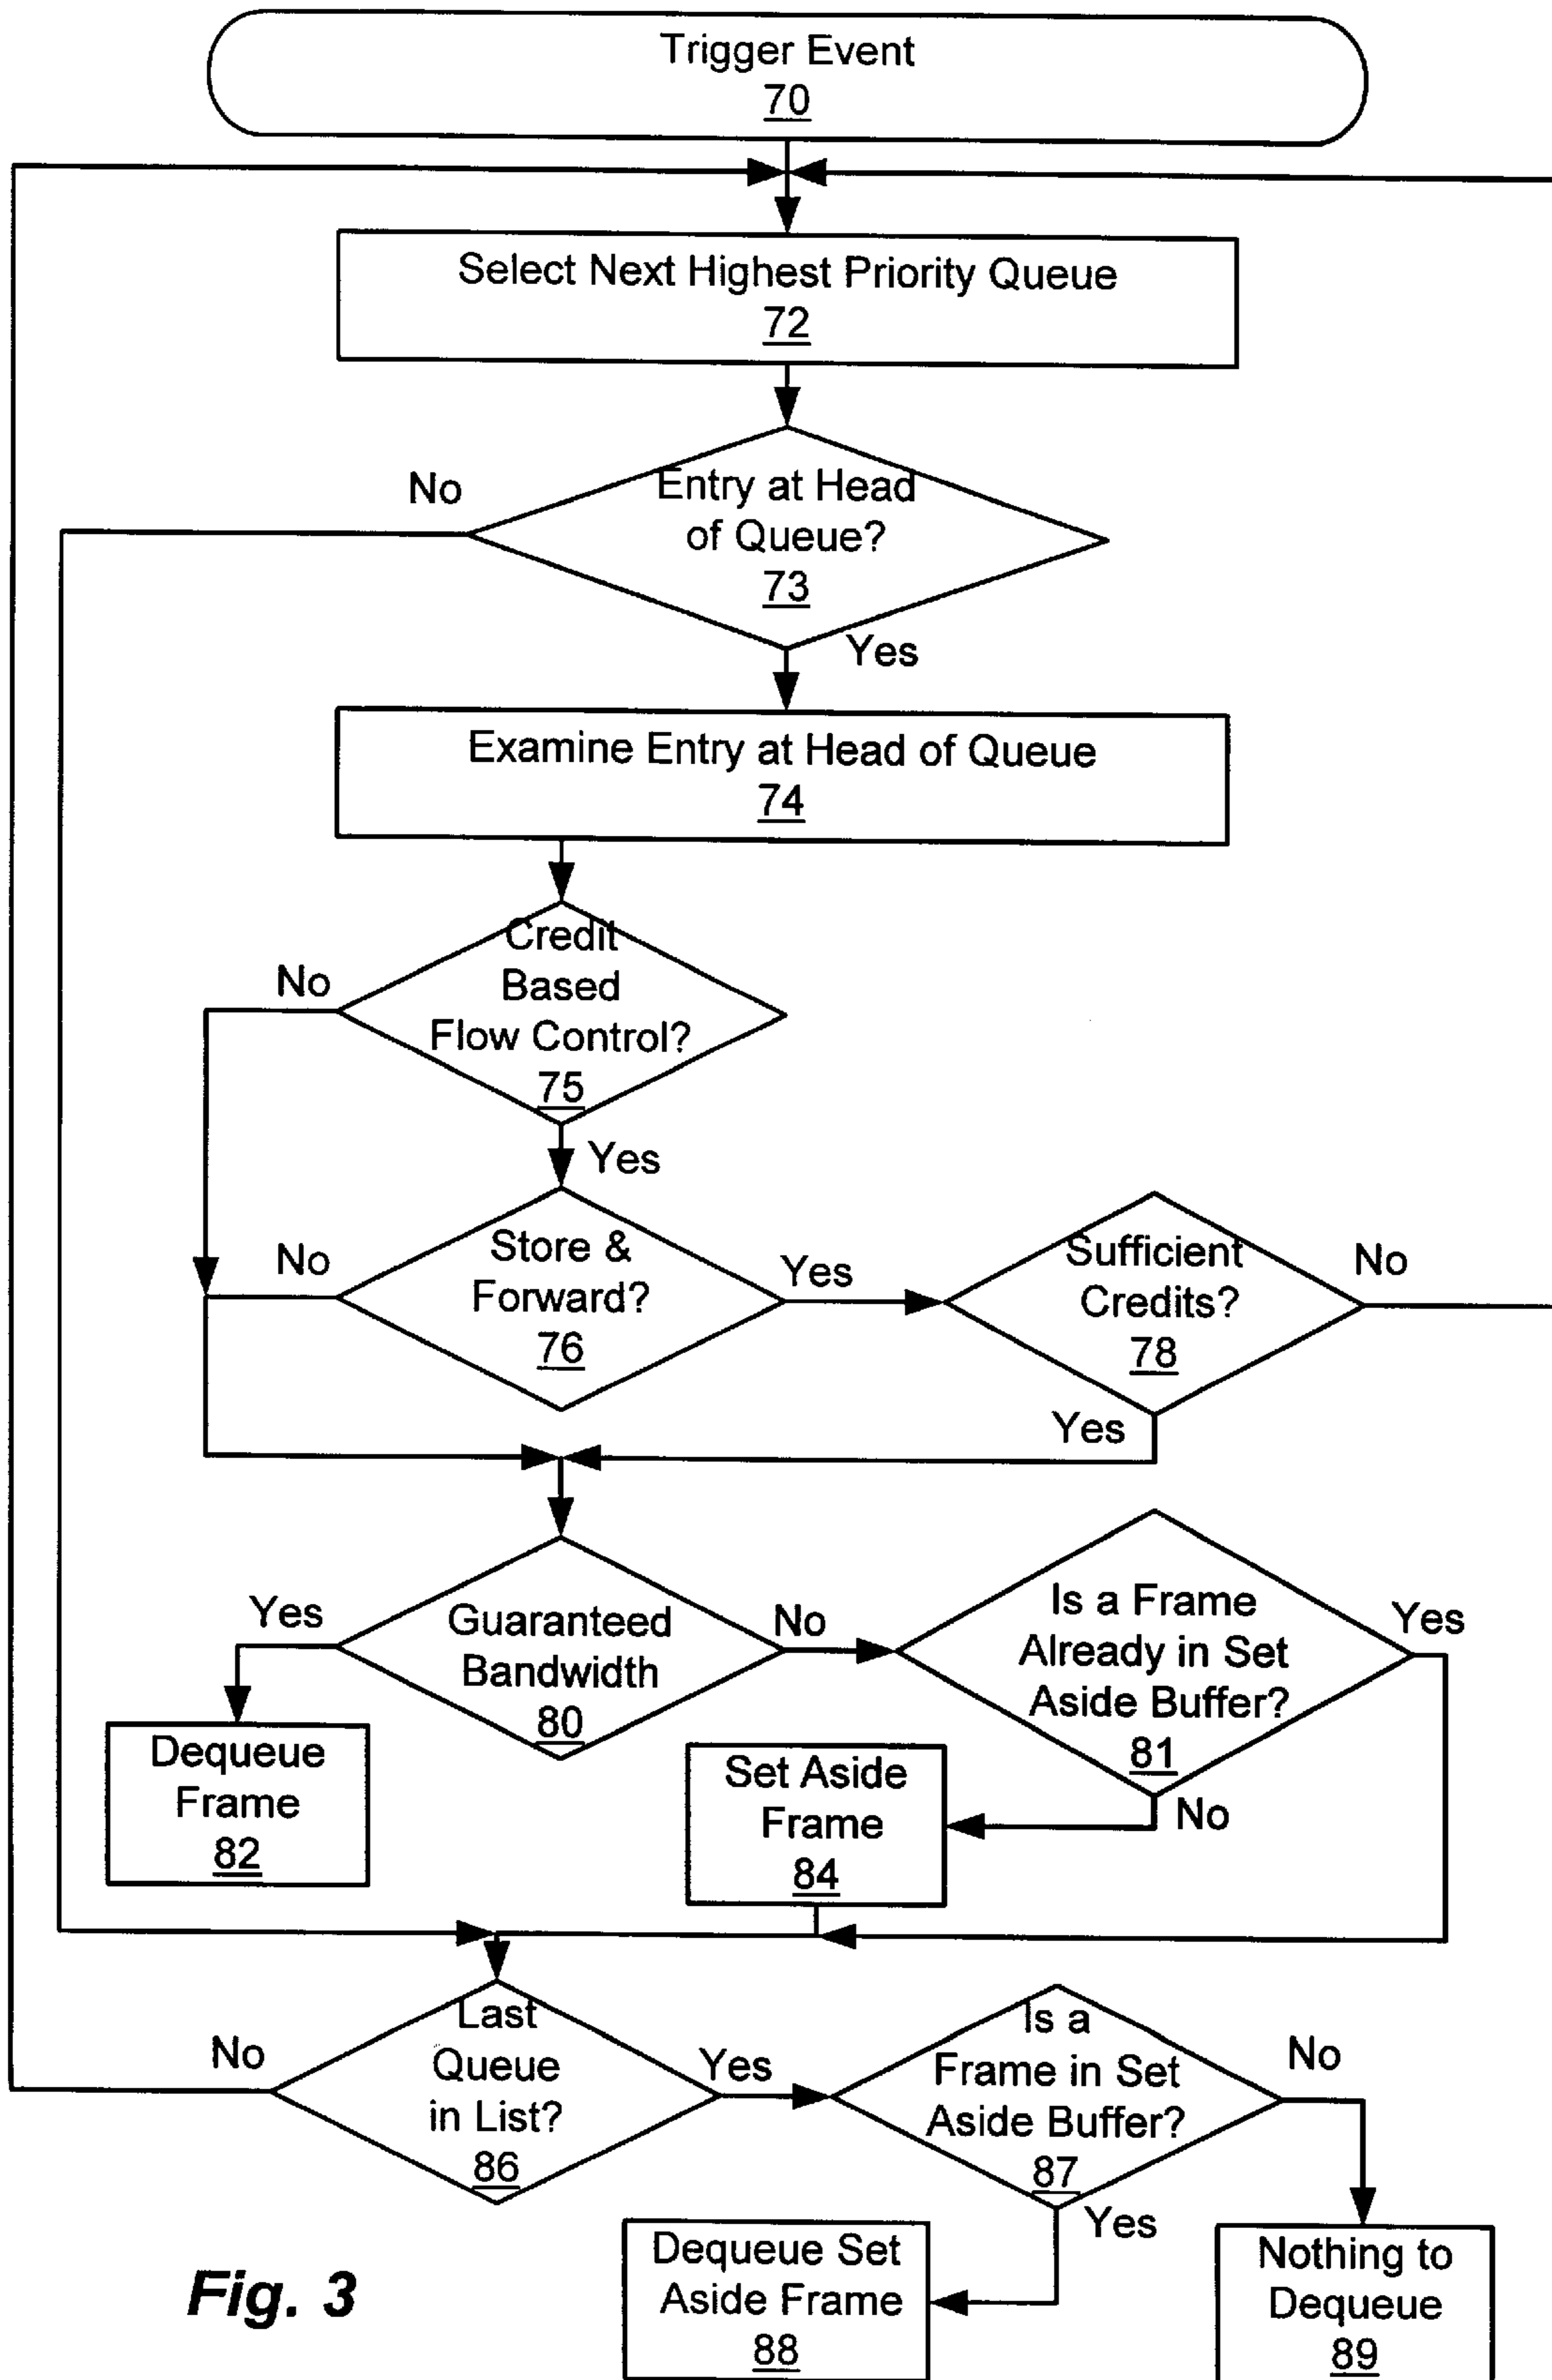 Trigger Event
70
Select Next Highest Priority Queue
72
No
Entry at Head
of Queue?
73
Yes
Examine Entry at Head of Queue
74
No
Credit
Based
Flow Control?
75
Yes
No
Store &
Forward?
76
Yes
Sufficient
Credits?
78
No
Yes
Yes
Guaranteed
Bandwidth
80
No
Is a Frame
Already in Set
Aside Buffer?
81
Yes
No
Dequeue
Frame
82
Set Aside
Frame
84
No
Last
Queue
in List?
86
Yes
Is a
Frame in Set
Aside Buffer?
87
No
Yes
Dequeue Set
Aside Frame
88
Nothing to
Dequeue
89
Fig. 3